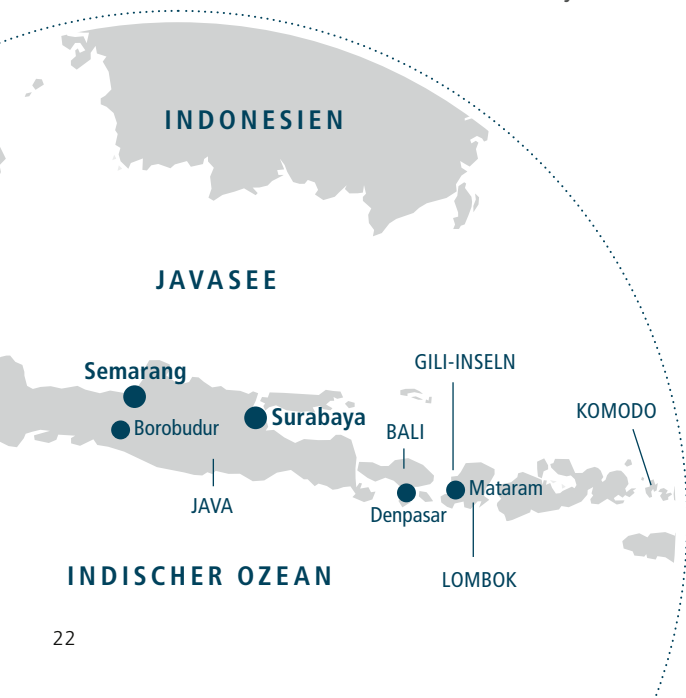 INDONESIEN
JAVASEE
GILI-INSELN
Semarang
KOMODO
Surabaya
Borobudur
BALI
Mataram
JAVA
Denpasar
INDISCHER OZEAN
LOMBOK
22